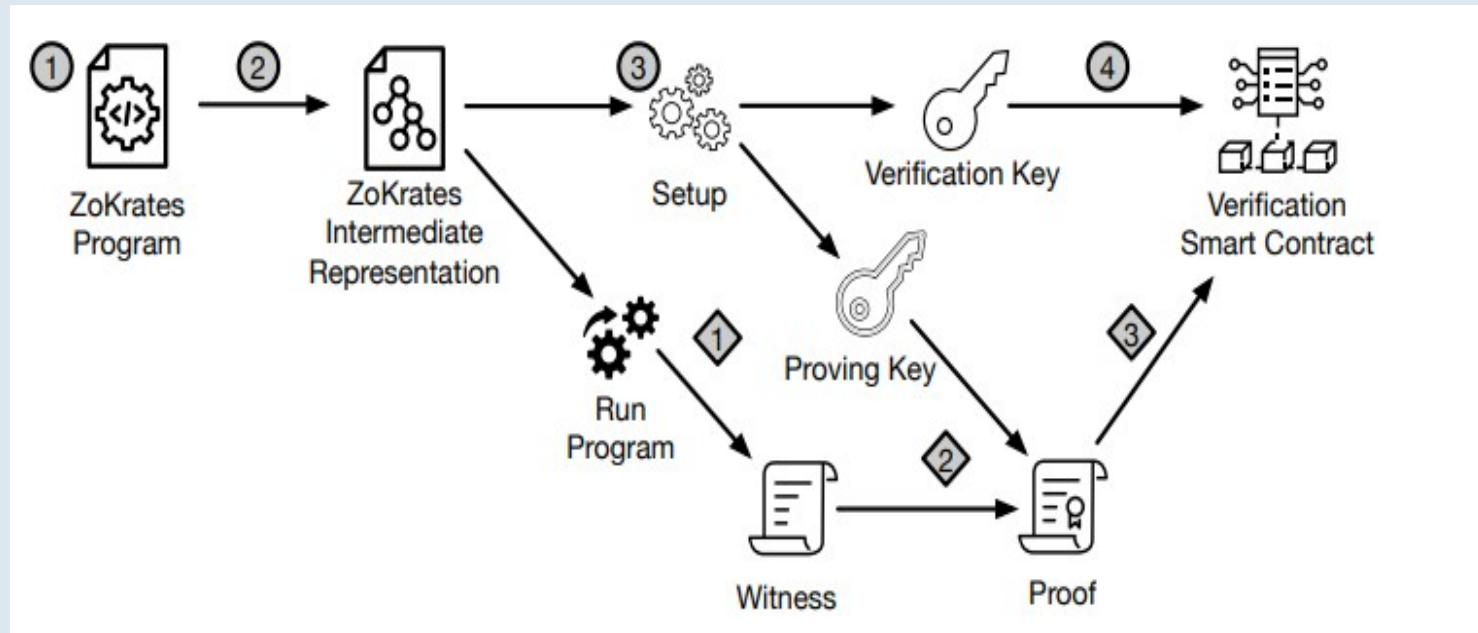 1
2
3
4
</>
ZoKrates
Program
ZoKrates
Intermediate
Representation
Setup
Verification Key
Verification
Smart Contract
Proving Key
1
Run
Program
2
3
Witness
Proof